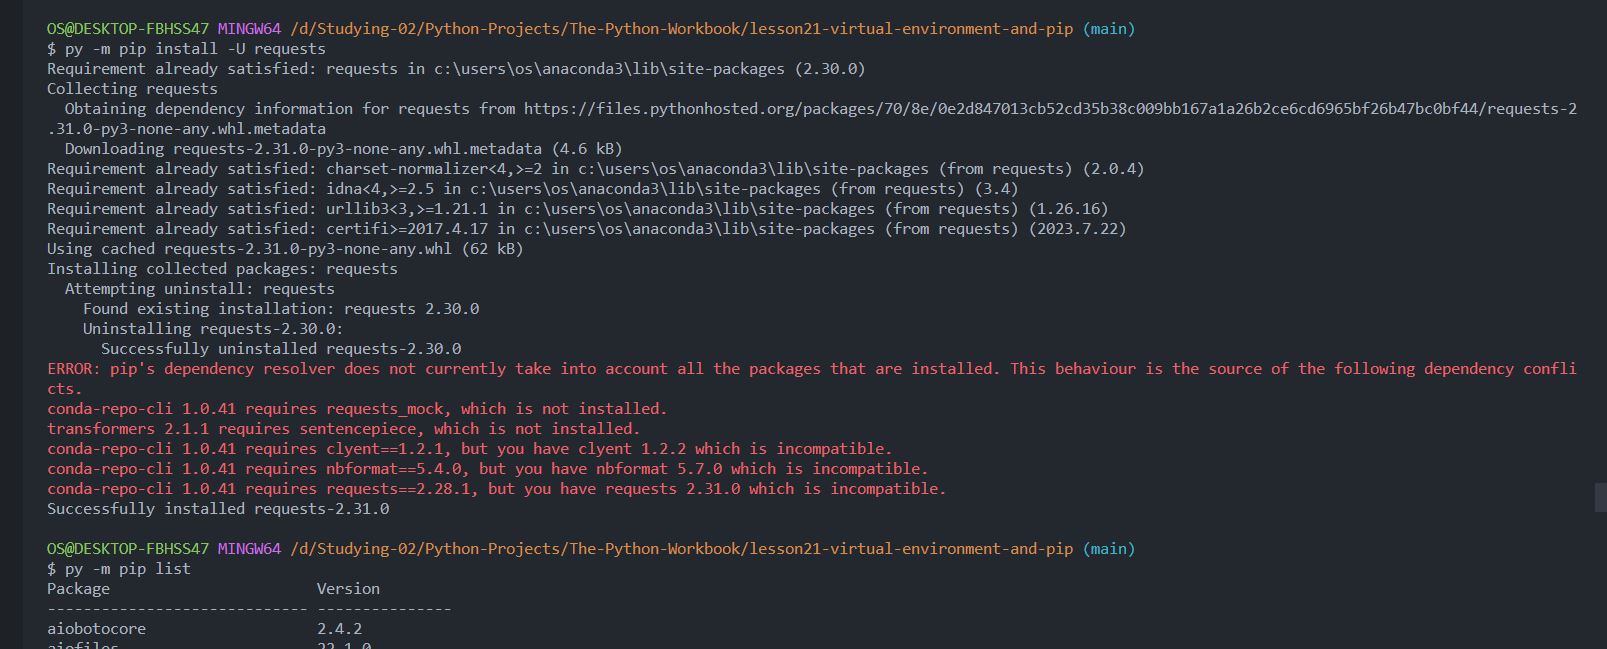 OS@DESKTOP-FBHSS47 MINGW64 /d/Studying-02/Python-Projects/The-Python-Workbook/lesson21-virtual-environment-and-pip (main)
$ py -m pip install -U requests
Requirement already satisfied: requests in c:\users\os\anaconda3\lib\site-packages (2.30.0)
Collecting requests
  Obtaining dependency information for requests from https://files.pythonhosted.org/packages/70/8e/0e2d847013cb52cd35b38c009bb167a1a26b2ce6cd6965bf26b47bc0bf44/requests-2
.31.0-py3-none-any.whl.metadata
  Downloading requests-2.31.0-py3-none-any.whl.metadata (4.6 kB)
Requirement already satisfied: charset-normalizer<4,>=2 in c:\users\os\anaconda3\lib\site-packages (from requests) (2.0.4)
Requirement already satisfied: idna<4,>=2.5 in c:\users\os\anaconda3\lib\site-packages (from requests) (3.4)
Requirement already satisfied: urllib3<3,>=1.21.1 in c:\users\os\anaconda3\lib\site-packages (from requests) (1.26.16)
Requirement already satisfied: certifi>=2017.4.17 in c:\users\os\anaconda3\lib\site-packages (from requests) (2023.7.22)
Using cached requests-2.31.0-py3-none-any.whl (62 kB)
Installing collected packages: requests
  Attempting uninstall: requests
    Found existing installation: requests 2.30.0
    Uninstalling requests-2.30.0:
      Successfully uninstalled requests-2.30.0
ERROR: pip's dependency resolver does not currently take into account all the packages that are installed. This behaviour is the source of the following dependency confli
cts.
conda-repo-cli 1.0.41 requires requests_mock, which is not installed.
transformers 2.1.1 requires sentencepiece, which is not installed.
conda-repo-cli 1.0.41 requires clyent==1.2.1, but you have clyent 1.2.2 which is incompatible.
conda-repo-cli 1.0.41 requires nbformat==5.4.0, but you have nbformat 5.7.0 which is incompatible.
conda-repo-cli 1.0.41 requires requests==2.28.1, but you have requests 2.31.0 which is incompatible.
Successfully installed requests-2.31.0
OS@DESKTOP-FBHSS47 MINGW64 /d/Studying-02/Python-Projects/The-Python-Workbook/lesson21-virtual-environment-and-pip (main)
$ py -m pip list
Package                       Version
----------------------------- ---------------
aiobotocore                   2.4.2
aiofiles                      22.1.0